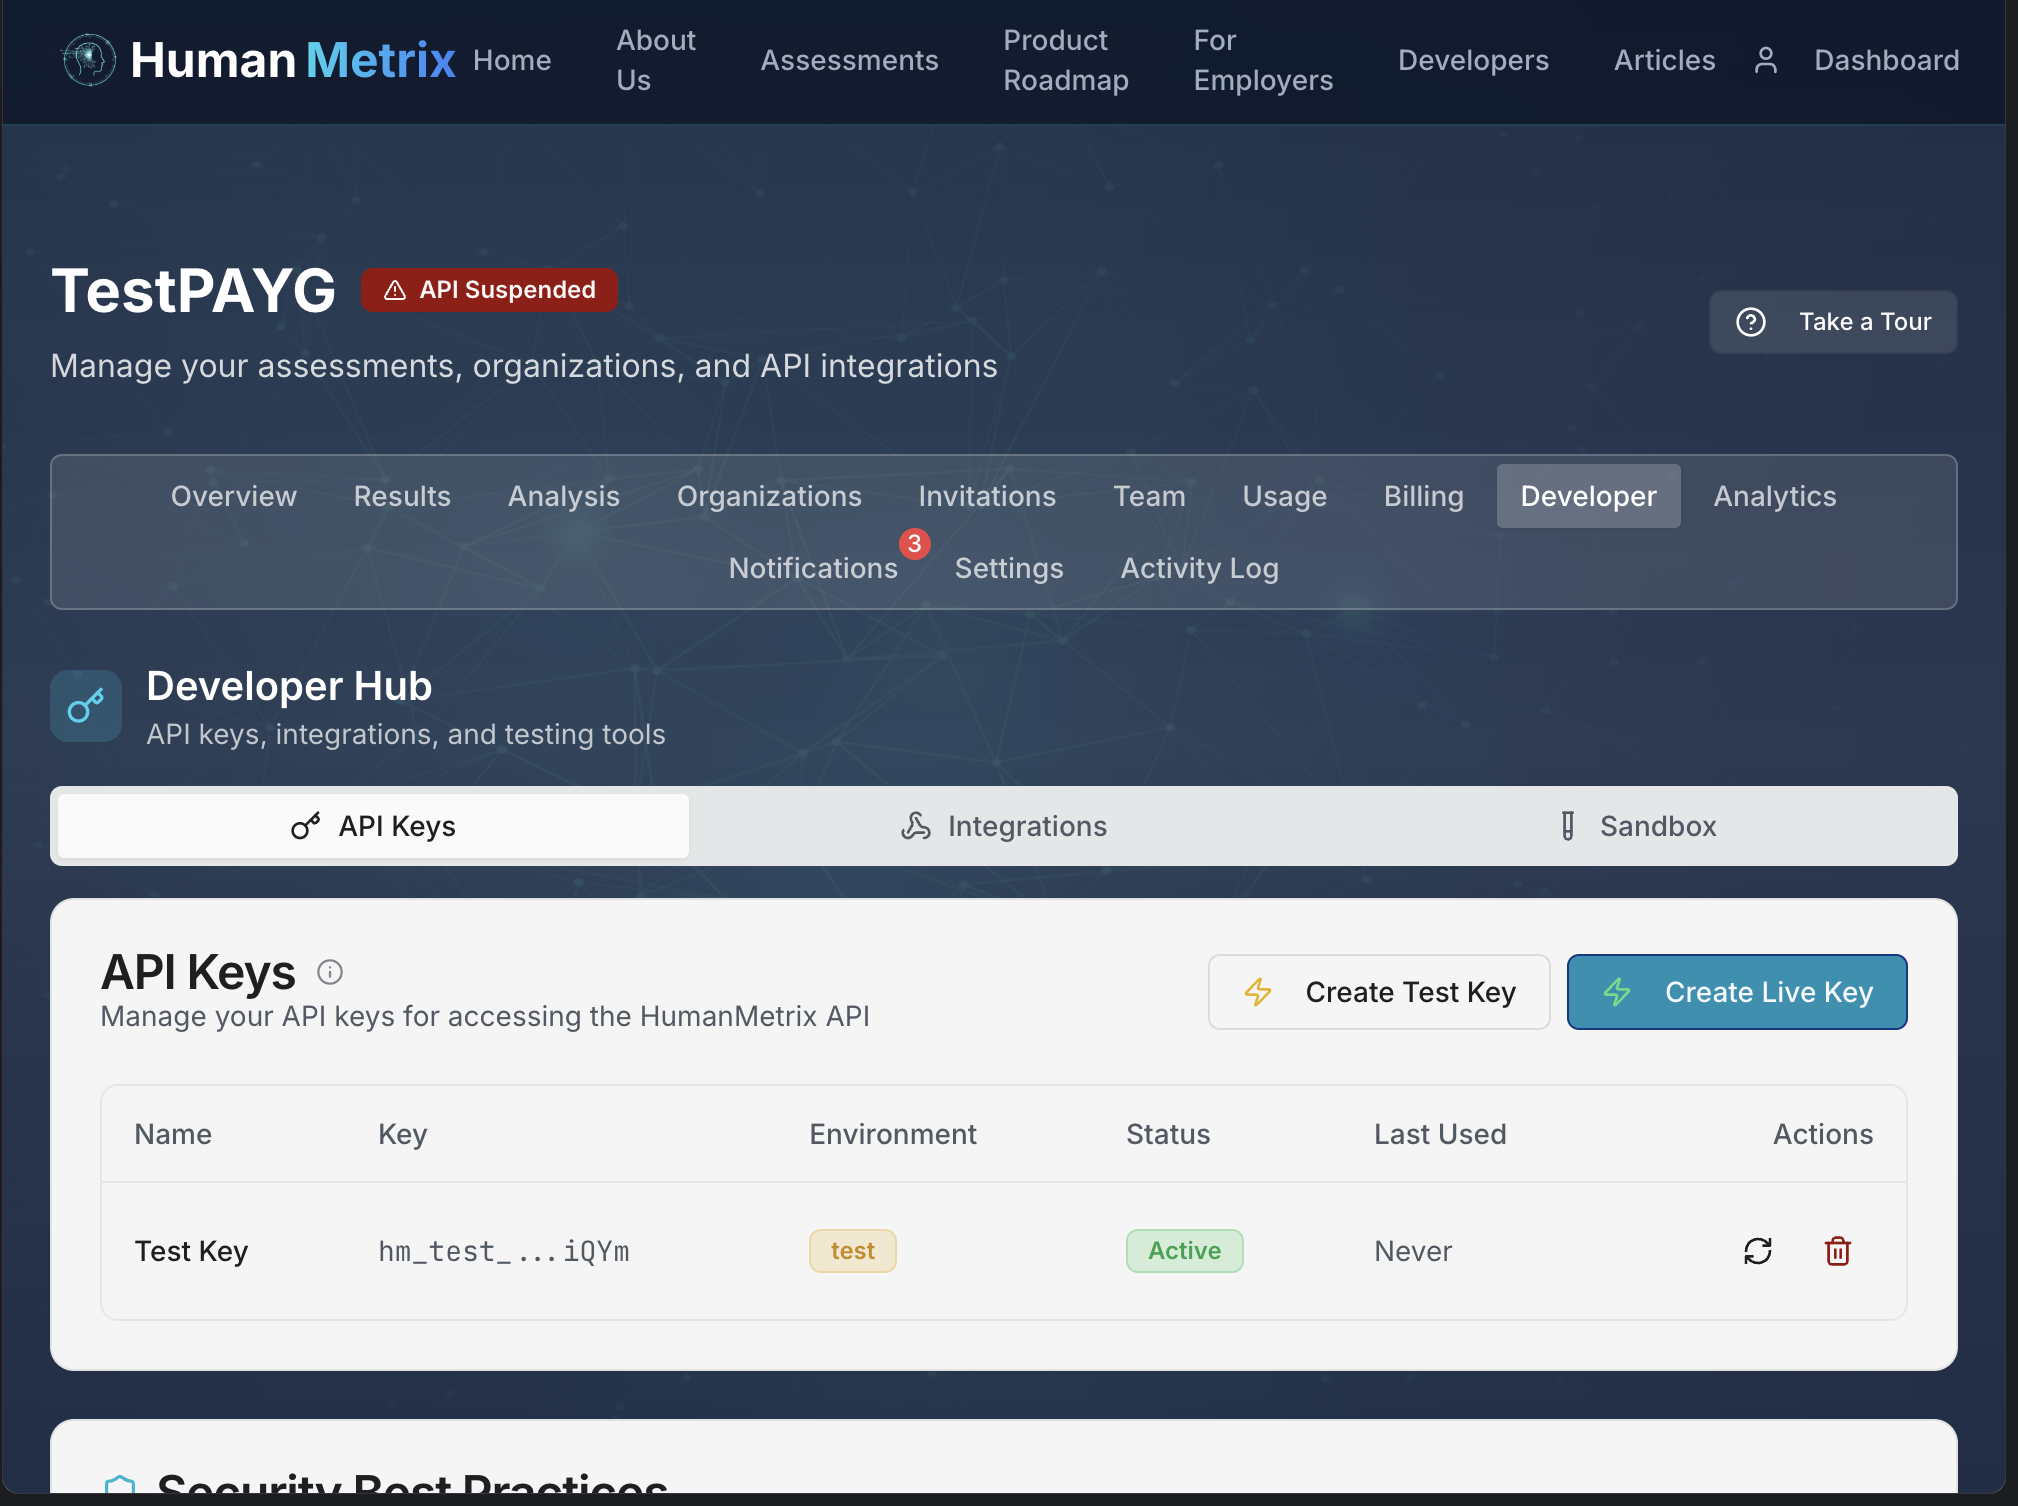 Human Metrix
Home
About Us
Assessments
Product Roadmap
For Employers
Developers
Articles
Dashboard
TestPAYG
API Suspended
Take a Tour
Manage your assessments, organizations, and API integrations
Overview
Results
Analysis
Organizations
Invitations
Team
Usage
Billing
Developer
Analytics
Notifications
3
Settings
Activity Log
Developer Hub
API keys, integrations, and testing tools
API Keys
Integrations
Sandbox
API Keys
Manage your API keys for accessing the HumanMetrix API
Create Test Key
Create Live Key
Name Key Environment Status Last Used Actions
Test Key hm_test_...iQYm test Active Never
Security Best Practices